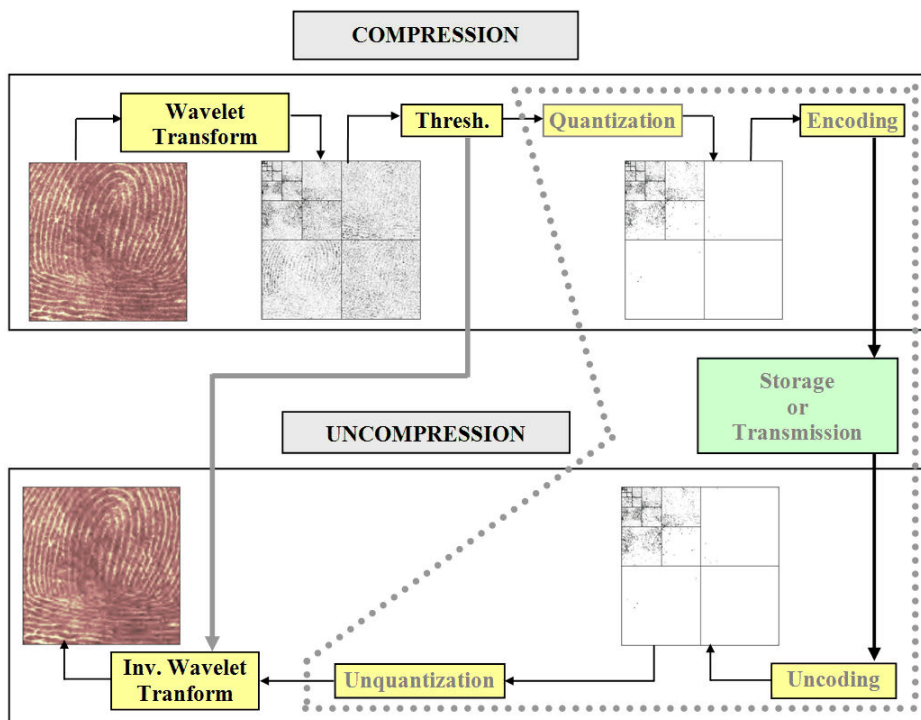 COMPRESSION
Wavelet
Transform
Thresh.
Quantization
Encoding
Storage
or
Transmission
UNCOMPRESSION
Inv. Wavelet
Tranform
Unquantization
Uncoding